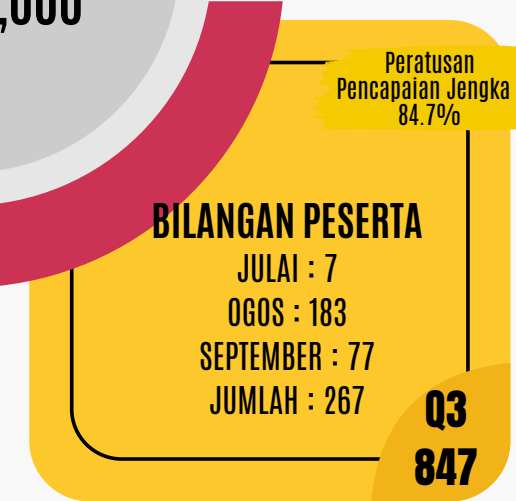 ,000
Peratusan
Pencapaian Jengka
84.7%
BILANGAN PESERTA
JULAI : 7
OGOS : 183
SEPTEMBER : 77
JUMLAH : 267
Q3
847